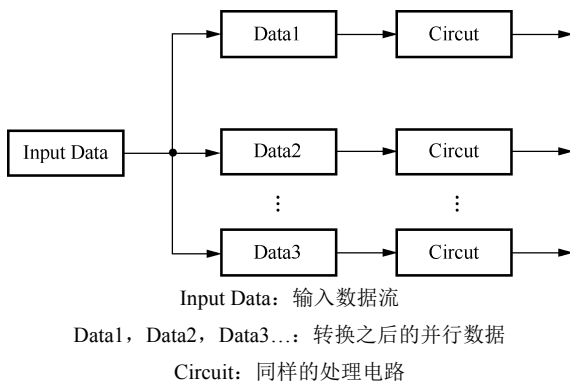 Data1
Circut
Input Data
Data2
Circut
⋮
⋮
Data3
Circut
Input Data：输入数据流
Data1，Data2，Data3…：转换之后的并行数据
Circuit：同样的处理电路